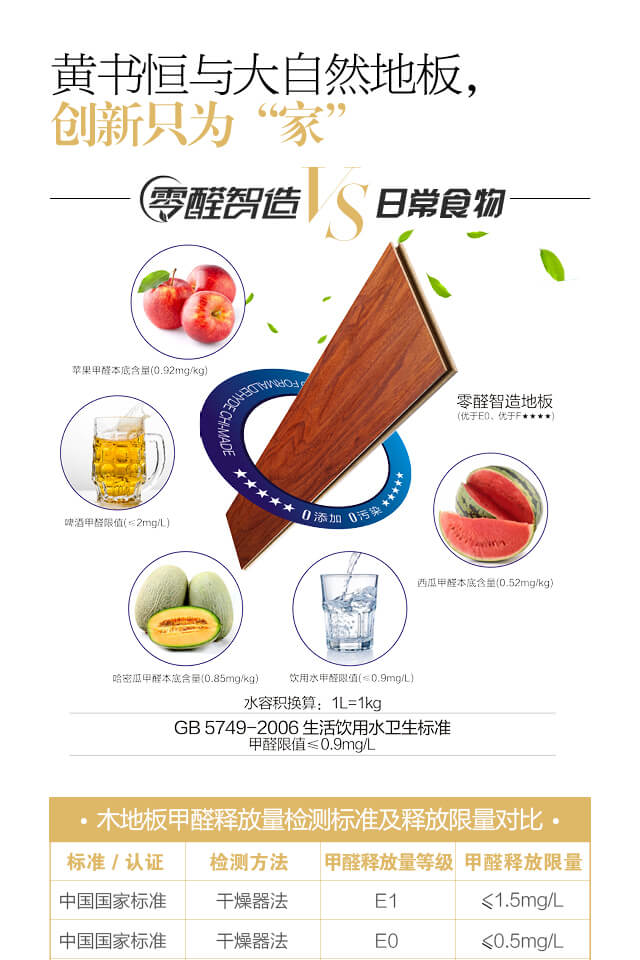 黄书恒与大自然地板，
创新只为“家”
零醛智造 VS 日常食物
苹果甲醛本底含量(0.92mg/kg)
FORMALDEHYDE CHI-MADE
零醛智造地板
(优于E0、优于F★★★★)
啤酒甲醛限值(≤2mg/L)
★★★★★ 0添加 0污染 ★★★★★
西瓜甲醛本底含量(0.52mg/kg)
哈密瓜甲醛本底含量(0.85mg/kg)
饮用水甲醛限值(≤0.9mg/L)
水容积换算：1L=1kg
GB 5749-2006 生活饮用水卫生标准
甲醛限值≤0.9mg/L
• 木地板甲醛释放量检测标准及释放限量对比 •
标准 / 认证 检测方法 甲醛释放量等级 甲醛释放限量
中国国家标准 干燥器法 E1 ⩽1.5mg/L
中国国家标准 干燥器法 E0 ⩽0.5mg/L